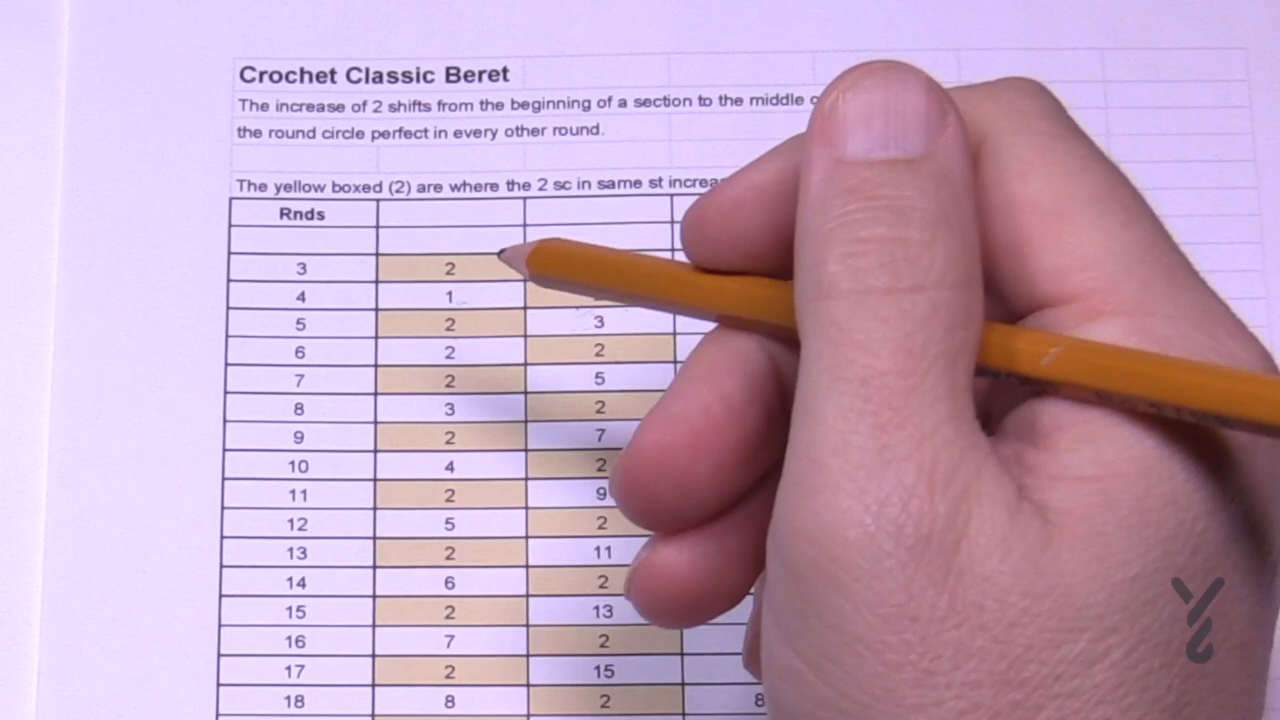 Crochet Classic Beret
The increase of 2 shifts from the beginning of a section to the middle
the round circle perfect in every other round.
The yellow boxed (2) are where the 2 sc in same st
Rnds
3 2
4 1
5 2 3
6 2 2
7 2 5
8 3 2
9 2 7
10 4 2
11 2 9
12 5 2
13 2 11
14 6 2
15 2 13
16 7 2
17 2 15
18 8 2 8